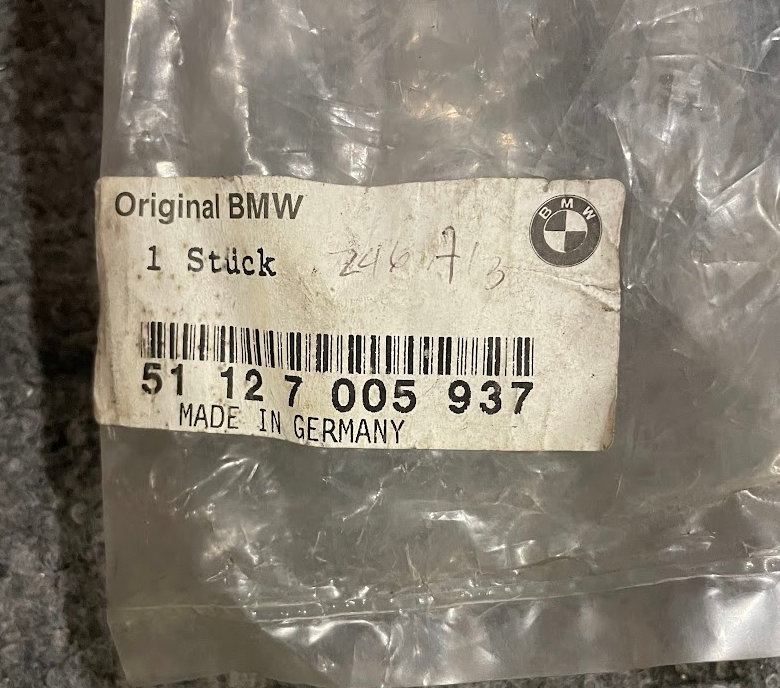 Original BMW
BMW
1 Stück
51 12 7 005 937
MADE IN GERMANY